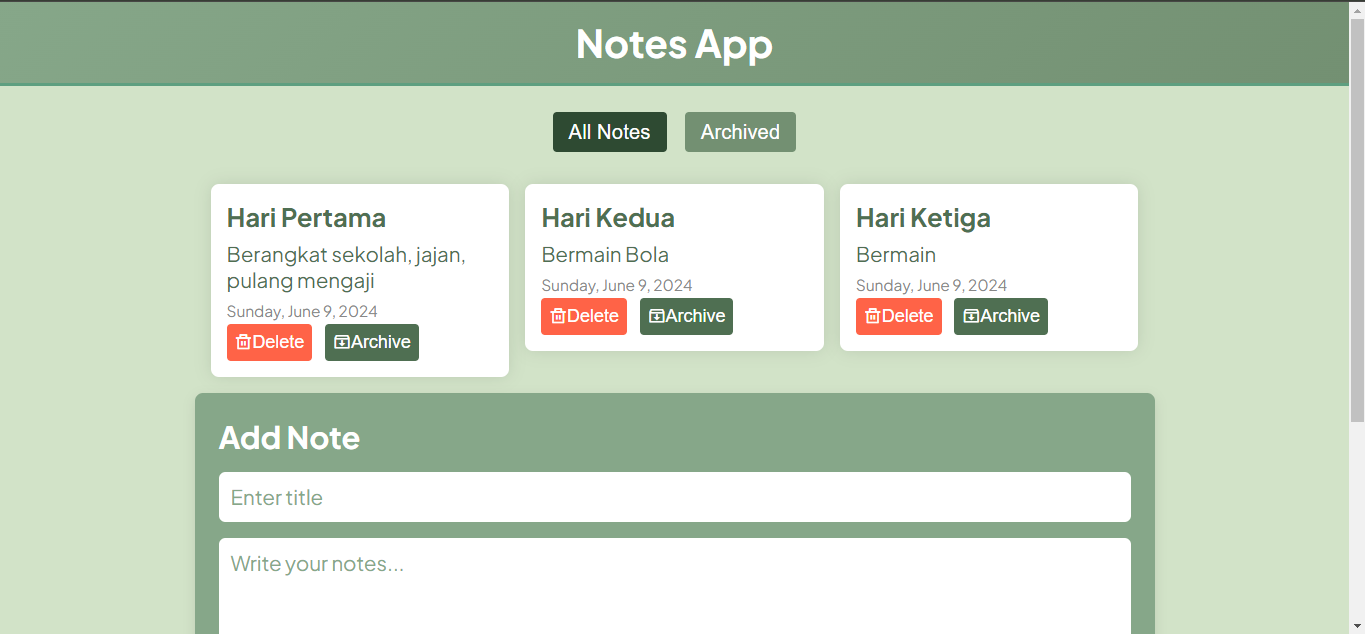 Notes App
All Notes
Archived
Hari Pertama
Berangkat sekolah, jajan,
pulang mengaji
Sunday, June 9, 2024
Delete
Archive
Hari Kedua
Bermain Bola
Sunday, June 9, 2024
Delete
Archive
Hari Ketiga
Bermain
Sunday, June 9, 2024
Delete
Archive
Add Note
Enter title
Write your notes...